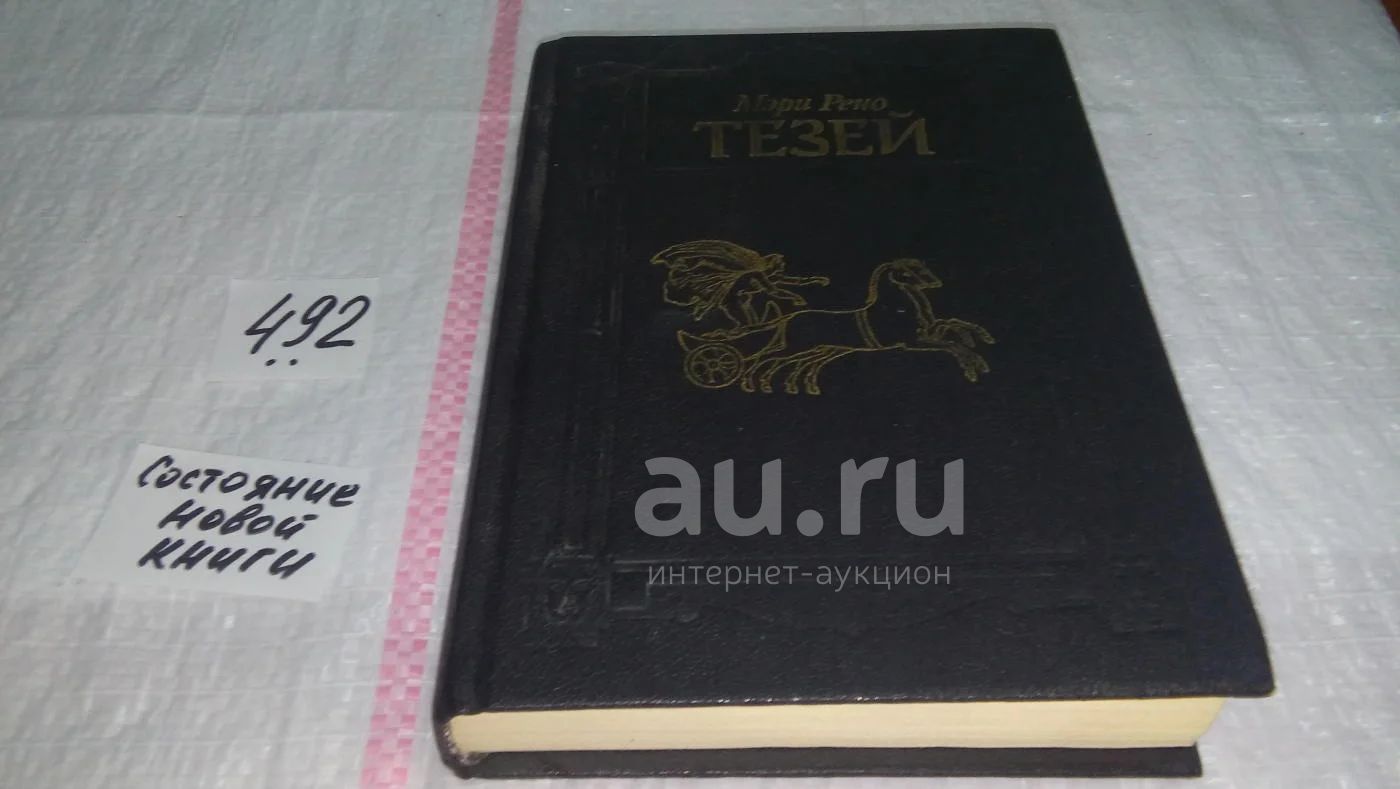 Мэри Рено
ТЕЗЕЙ
492
Состояние
новой
книги
au.ru
интернет-аукцион